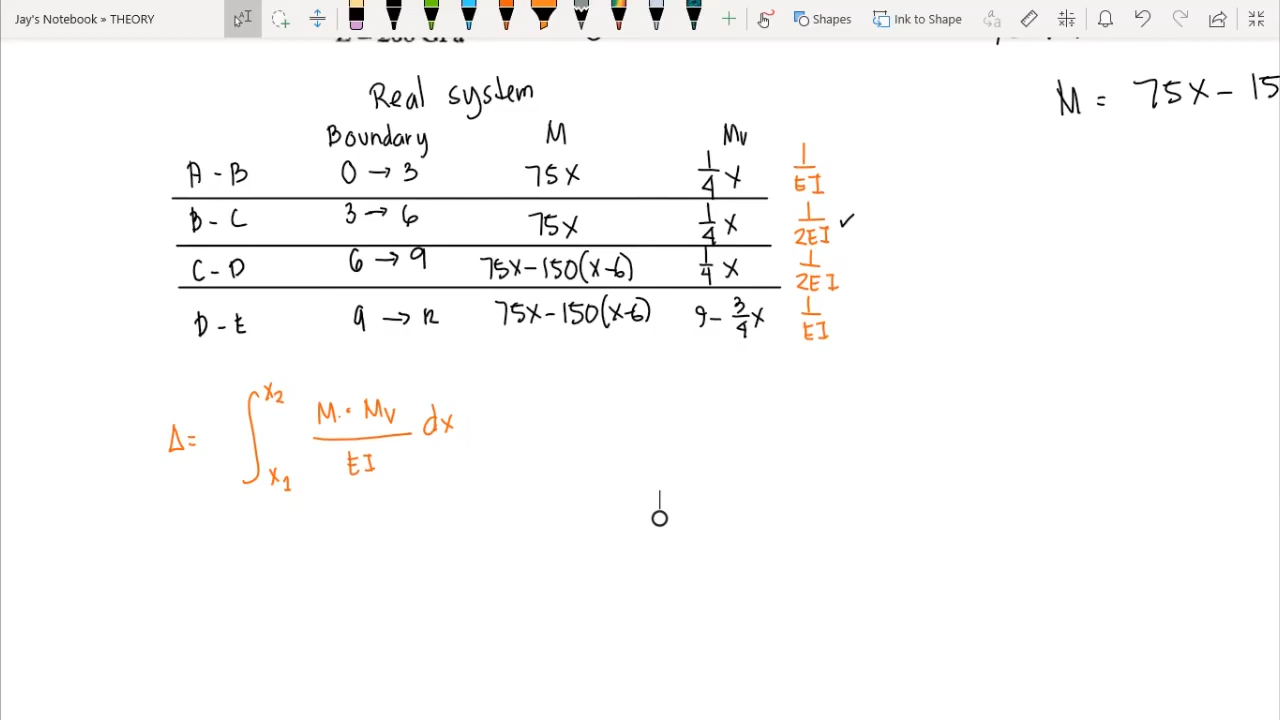 Jay's Notebook » THEORY
Shapes
Ink to Shape
Real system
M = 75x - 15
Boundary M Mv
A - B 0 → 3 75x 1/4 x 1/EI
B - C 3 → 6 75x 1/4 x 1/2EI ✓
C - D 6 → 9 75x - 150(x-6) 1/4 x 1/2EI
D - E 9 → 12 75x - 150(x-6) 9 - 3/4 x 1/EI
Δ = ∫ x1 x2 M · Mv / EI dx